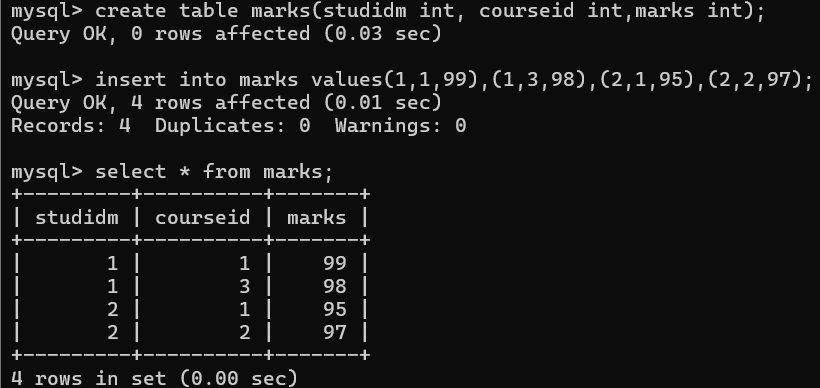 mysql> create table marks(studidm int, courseid int,marks int);
Query OK, 0 rows affected (0.03 sec)

mysql> insert into marks values(1,1,99),(1,3,98),(2,1,95),(2,2,97);
Query OK, 4 rows affected (0.01 sec)
Records: 4  Duplicates: 0  Warnings: 0

mysql> select * from marks;
+---------+----------+-------+
| studidm | courseid | marks |
+---------+----------+-------+
|       1 |        1 |    99 |
|       1 |        3 |    98 |
|       2 |        1 |    95 |
|       2 |        2 |    97 |
+---------+----------+-------+
4 rows in set (0.00 sec)